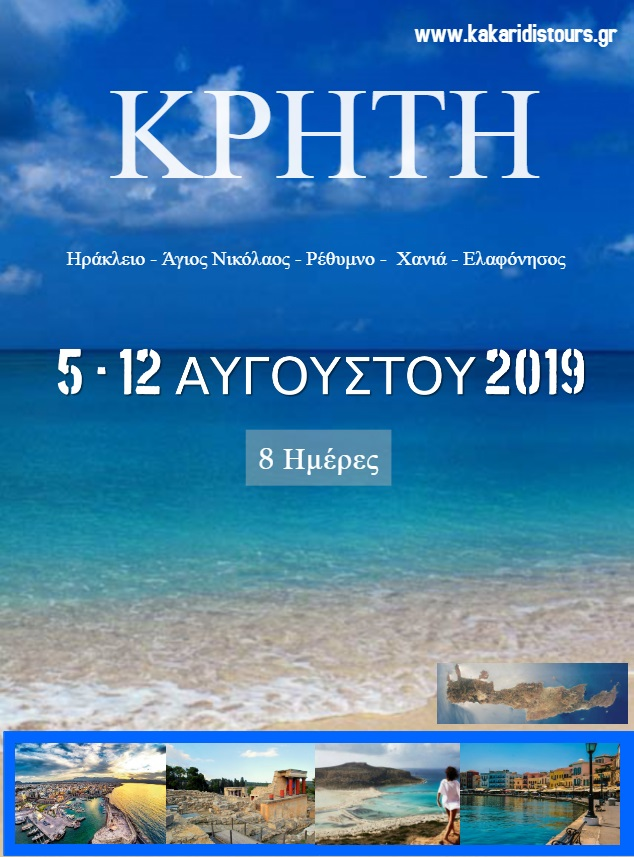 www.kakaridistours.gr
ΚΡΗΤΗ
Ηράκλειο - Άγιος Νικόλαος - Ρέθυμνο - Χανιά - Ελαφόνησος
5 - 12 ΑΥΓΟΥΣΤΟΥ 2019
8 Ημέρες